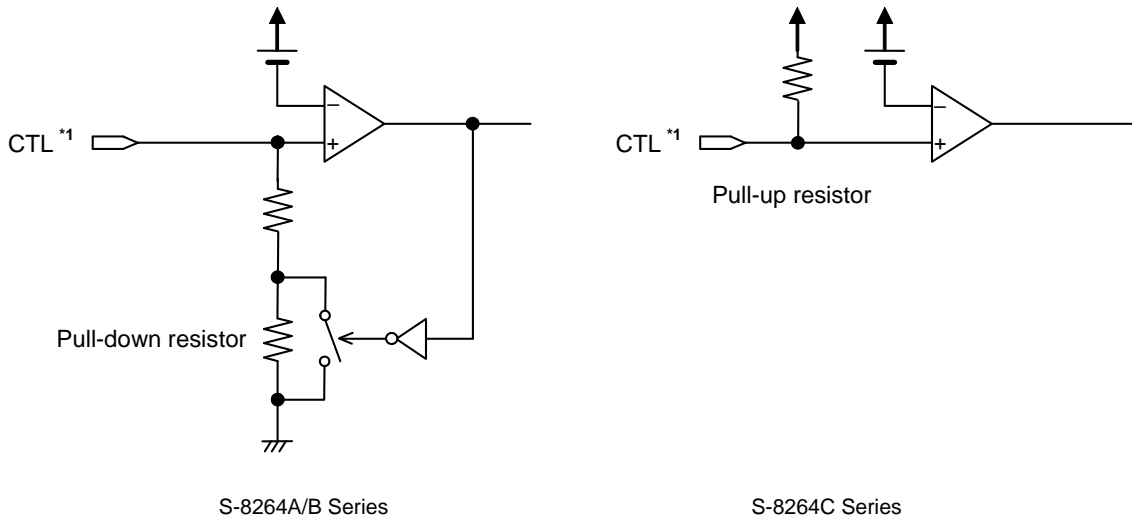 CTL *1
Pull-down resistor
S-8264A/B Series
CTL *1
Pull-up resistor
S-8264C Series